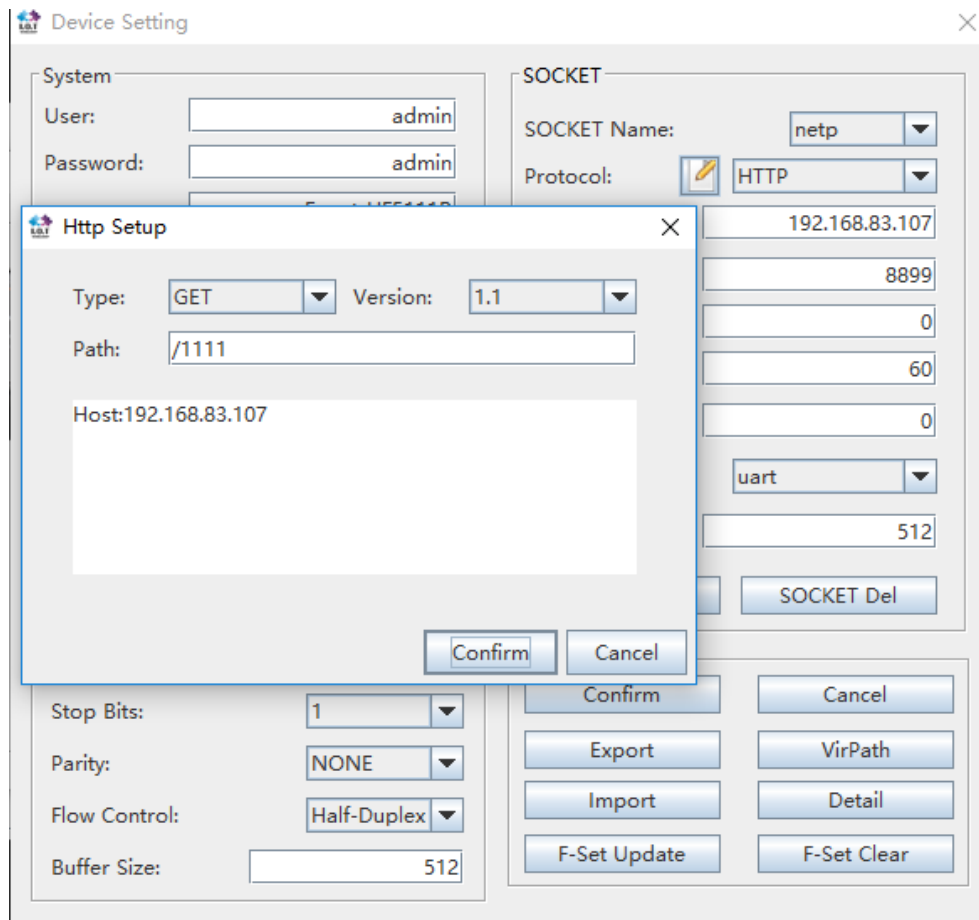 Device Setting
System
User:
admin
Password:
admin
SOCKET
SOCKET Name:
netp
Protocol:
HTTP
192.168.83.107
8899
0
60
0
uart
512
SOCKET Del
Http Setup
Type:
GET
Version:
1.1
Path:
/1111
Host:192.168.83.107
Confirm
Cancel
Stop Bits:
1
Parity:
NONE
Flow Control:
Half-Duplex
Buffer Size:
512
Confirm
Cancel
Export
VirPath
Import
Detail
F-Set Update
F-Set Clear